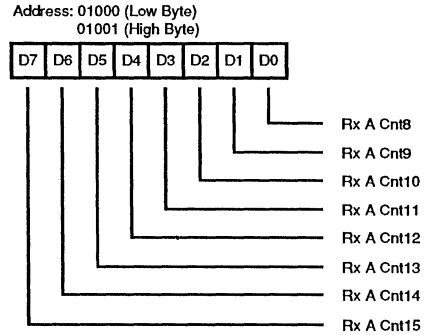 Address: 01000 (Low Byte)
01001 (High Byte)
D7 D6 D5 D4 D3 D2 D1 D0
Rx A Cnt8
Rx A Cnt9
Rx A Cnt10
Rx A Cnt11
Rx A Cnt12
Rx A Cnt13
Rx A Cnt14
Rx A Cnt15